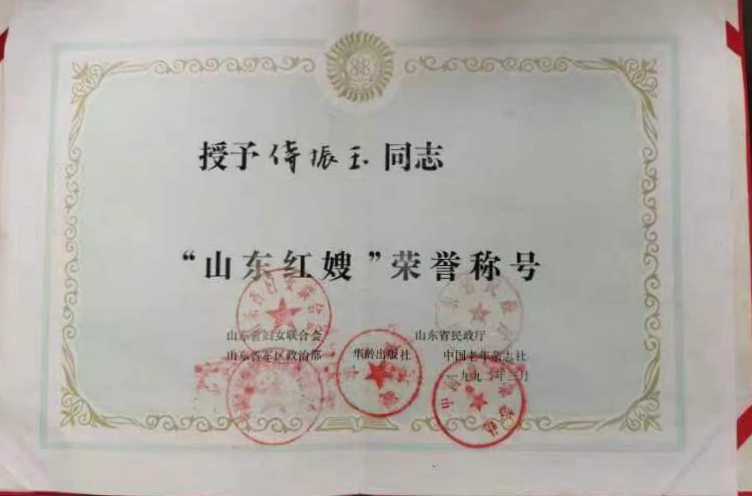 授予侍振玉同志
“山东红嫂”荣誉称号
山东省妇女联合会 山东省民政厅
山东省军区政治部 华龄出版社 中国老年杂志社